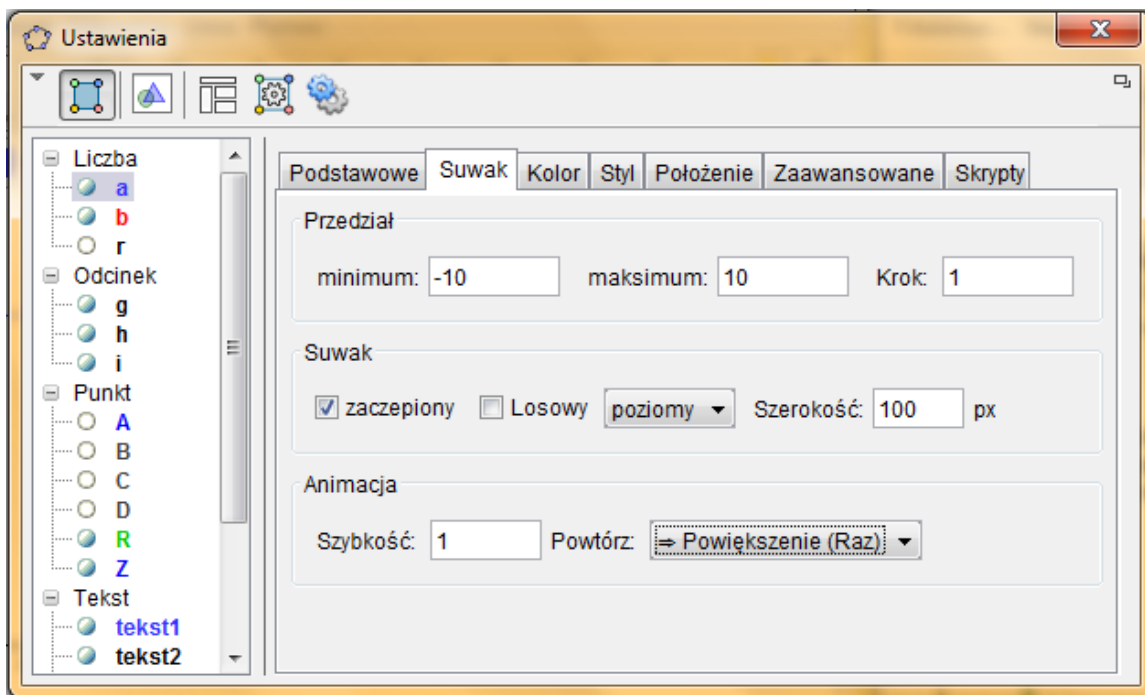 Ustawienia
Liczba
a
b
r
Odcinek
g
h
i
Punkt
A
B
C
D
R
Z
Tekst
tekst1
tekst2
Podstawowe Suwak Kolor Styl Położenie Zaawansowane Skrypty
Przedział
minimum: -10 maksimum: 10 Krok: 1
Suwak
zaczepiony Losowy poziomy Szerokość: 100 px
Animacja
Szybkość: 1 Powtórz: ⇒ Powiększenie (Raz)